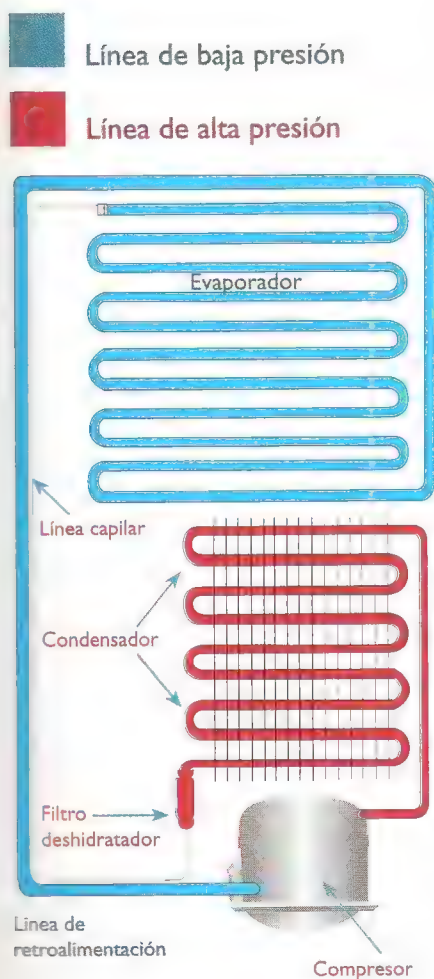 Línea de baja presión
Línea de alta presión
Evaporador
Línea capilar
Condensador
Filtro
deshidratador
Linea de
retroalimentación
Compresor